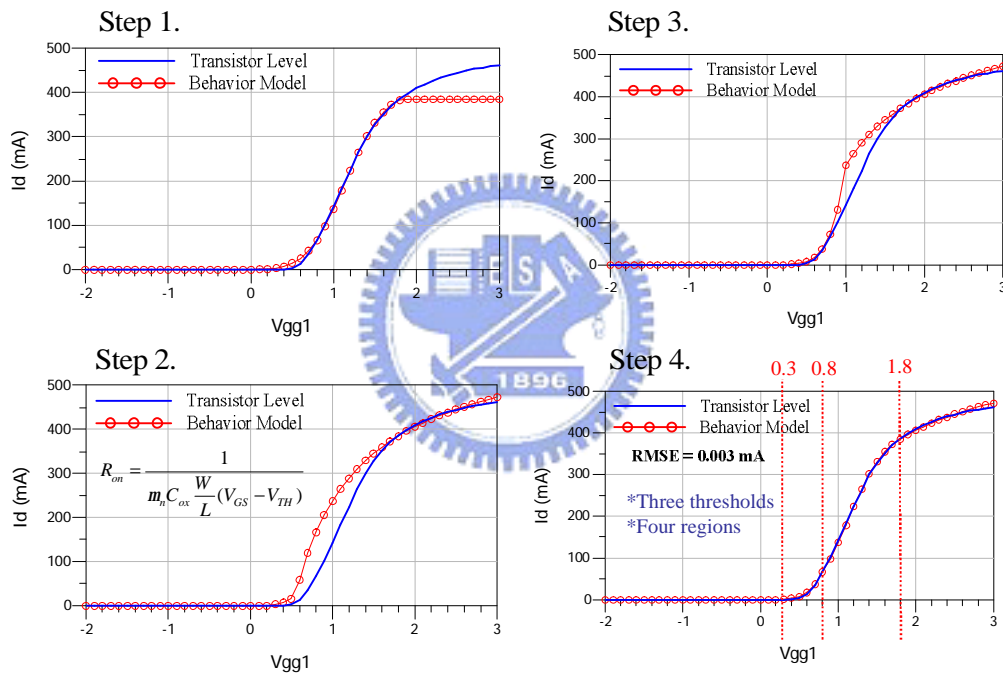 Step 1.
500
400
300
200
100
0
Id (mA)
Transistor Level
Behavior Model
-2
-1
0
1
2
3
Vgg1
Step 3.
500
400
300
200
100
0
Id (mA)
Transistor Level
Behavior Model
-2
-1
0
1
2
3
Vgg1
E S A
1896
Step 2.
500
400
300
200
100
0
Id (mA)
Transistor Level
Behavior Model
R_on = 1 / (m_n C_ox W/L (V_GS − V_TH))
-2
-1
0
1
2
3
Vgg1
Step 4.
0.3 0.8 1.8
500
400
300
200
100
0
Id (mA)
Transistor Level
Behavior Model
RMSE = 0.003 mA
*Three thresholds
*Four regions
-2
-1
0
1
2
3
Vgg1